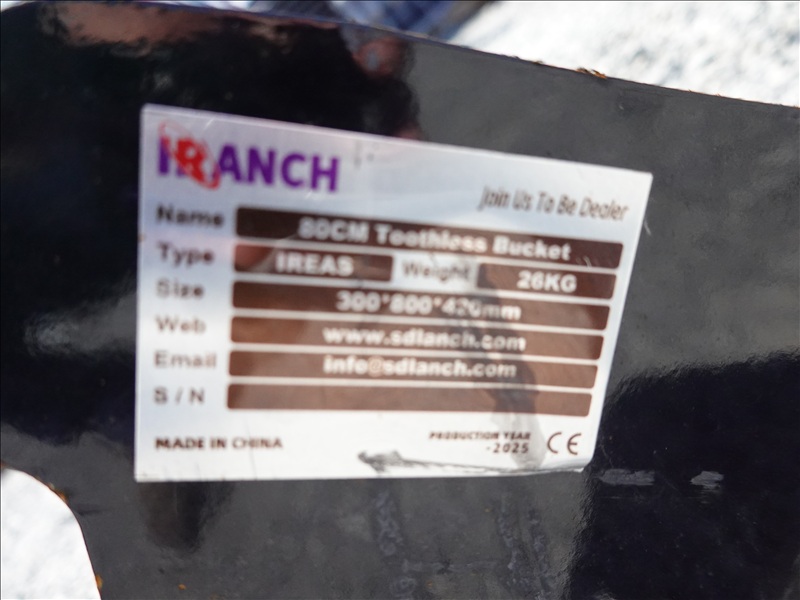 IRANCH
Join Us To Be Dealer
Name 80CM Toothless Bucket
Type IREAS Weight 26KG
Size 300*800*420mm
Web www.sdlanch.com
Email info@sdlanch.com
S/N
MADE IN CHINA PRODUCTION YEAR CE
-2025